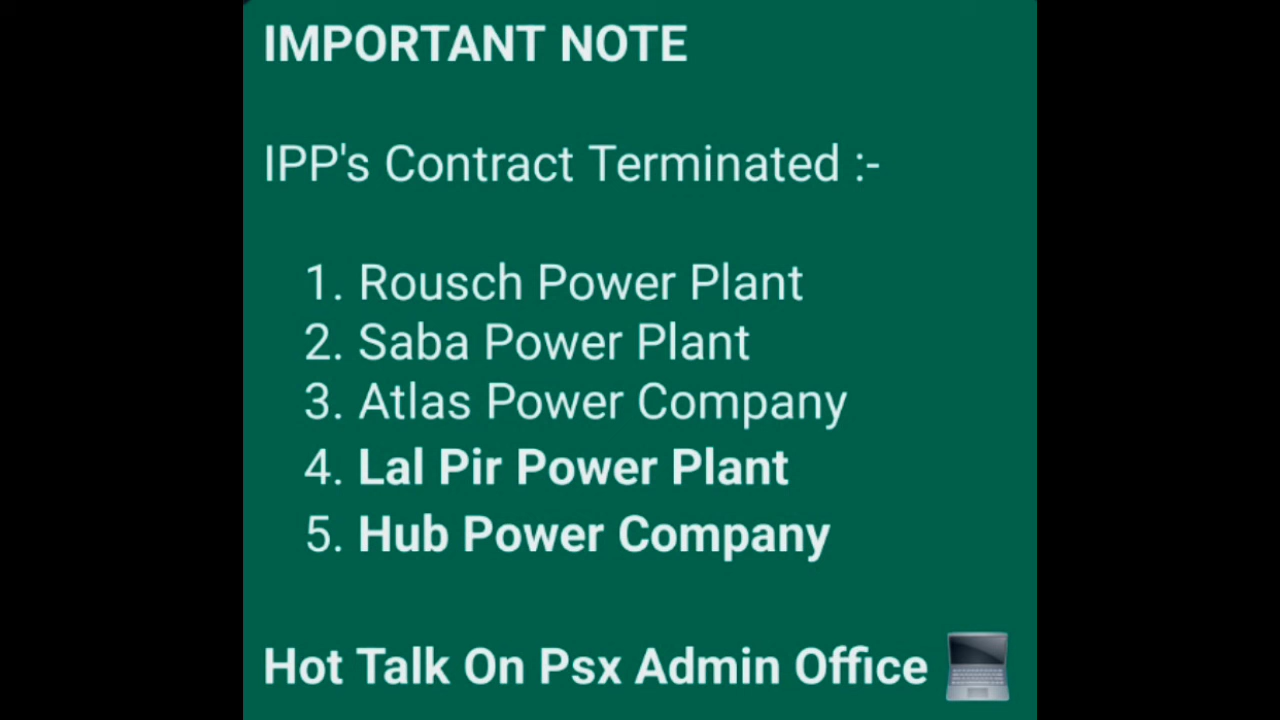 IMPORTANT NOTE
IPP's Contract Terminated :-
1. Rousch Power Plant
2. Saba Power Plant
3. Atlas Power Company
4. Lal Pir Power Plant
5. Hub Power Company
Hot Talk On Psx Admin Office 💻